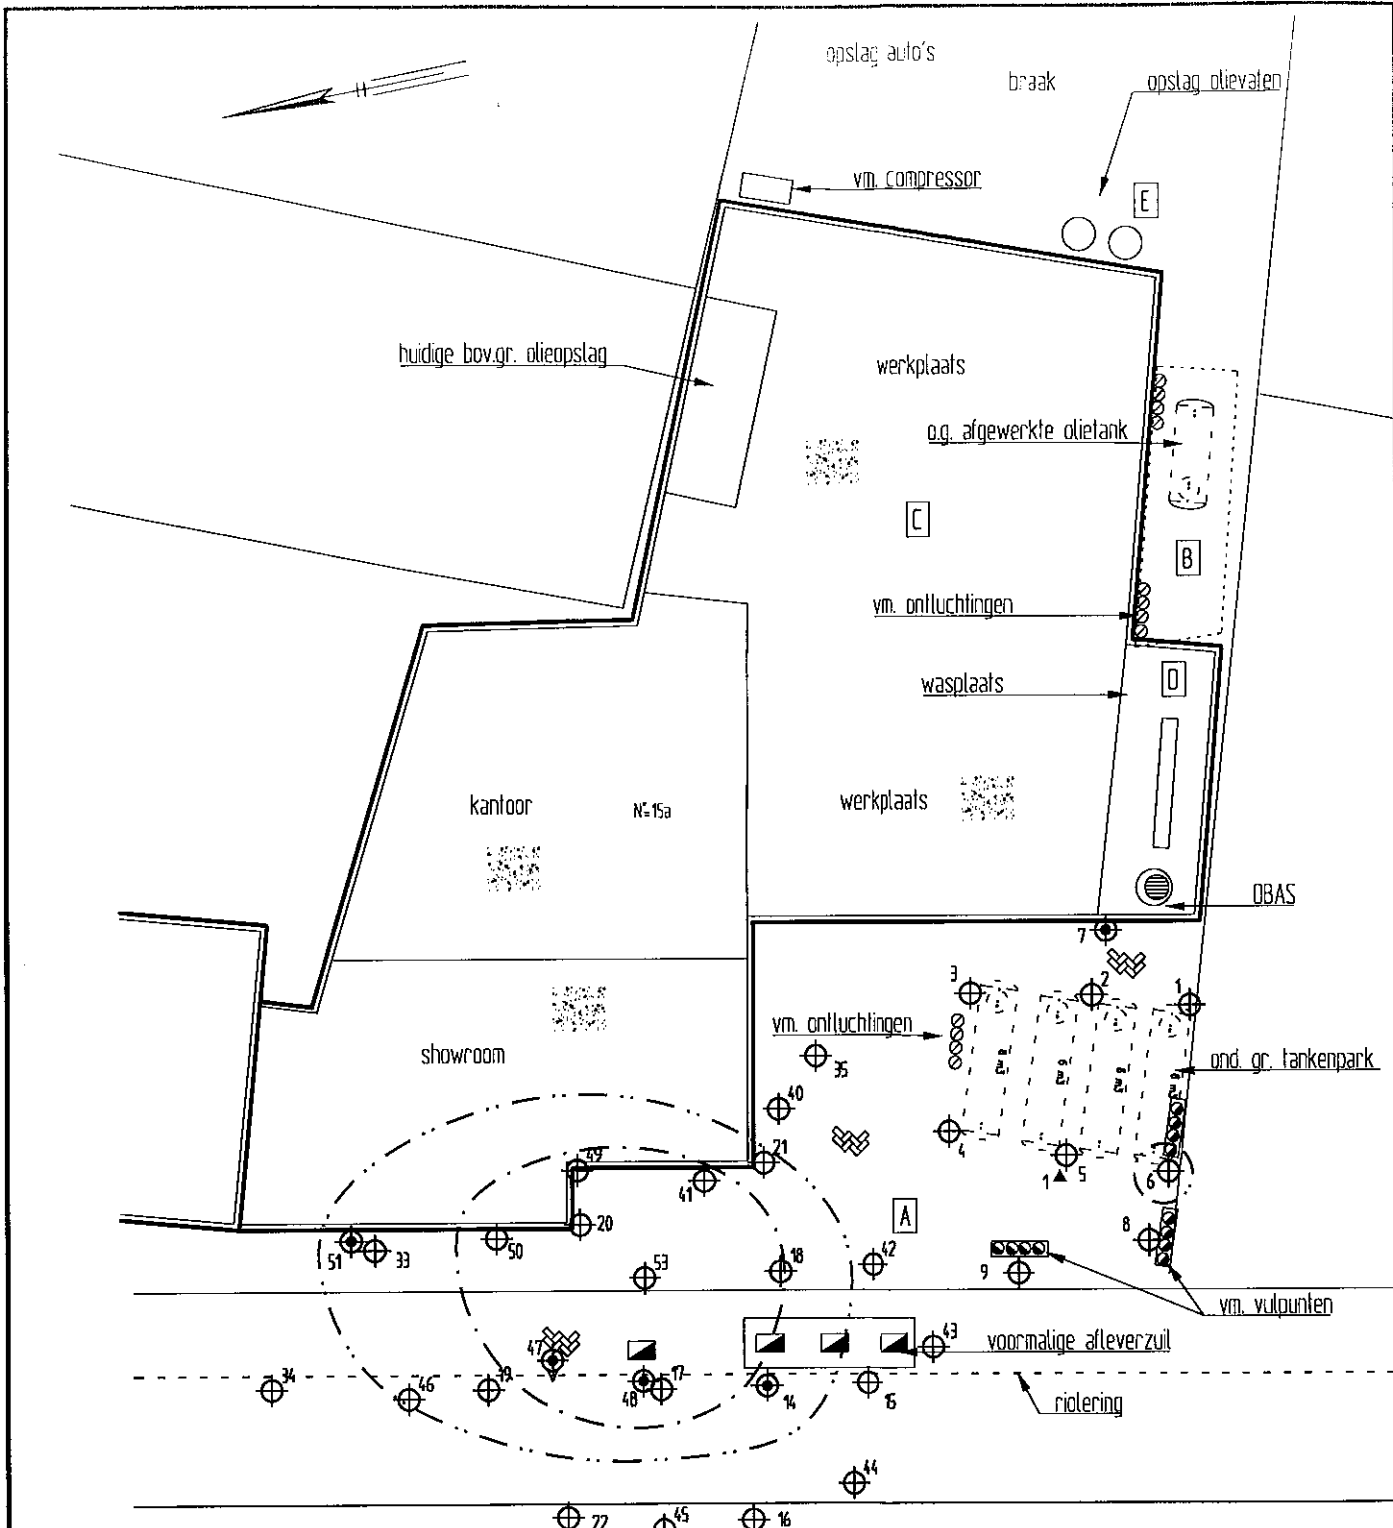 opslag auto's
braak
opslag olievaten
vm. compressor
E
huidige bov.gr. olieopslag
werkplaats
o.g. afgewerkte olietank
C
B
vm. ontluchtingen
wasplaats
D
kantoor
Nº=15a
werkplaats
OBAS
7
3
2
1
vm. ontluchtingen
35
showroom
ond. gr. tankenpark
40
4
21
49
41
5
1
6
A
20
51
33
50
53
18
42
9
8
vm. vulpunten
47
43
voormalige afleverzuil
34
46
19
48
17
14
15
riolering
44
22
45
16